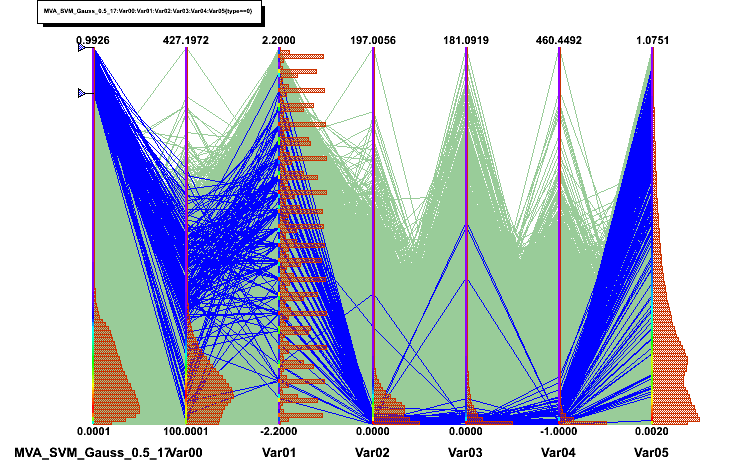 MVA_SVM_Gauss_0.5_17:Var00:Var01:Var02:Var03:Var04:Var05{type==0}
0.9926 427.1972 2.2000 197.0056 181.0919 460.4492 1.0751
0.0001 100.0001 -2.2000 0.0000 0.0000 -1.0000 0.0020
MVA_SVM_Gauss_0.5_17 Var00 Var01 Var02 Var03 Var04 Var05